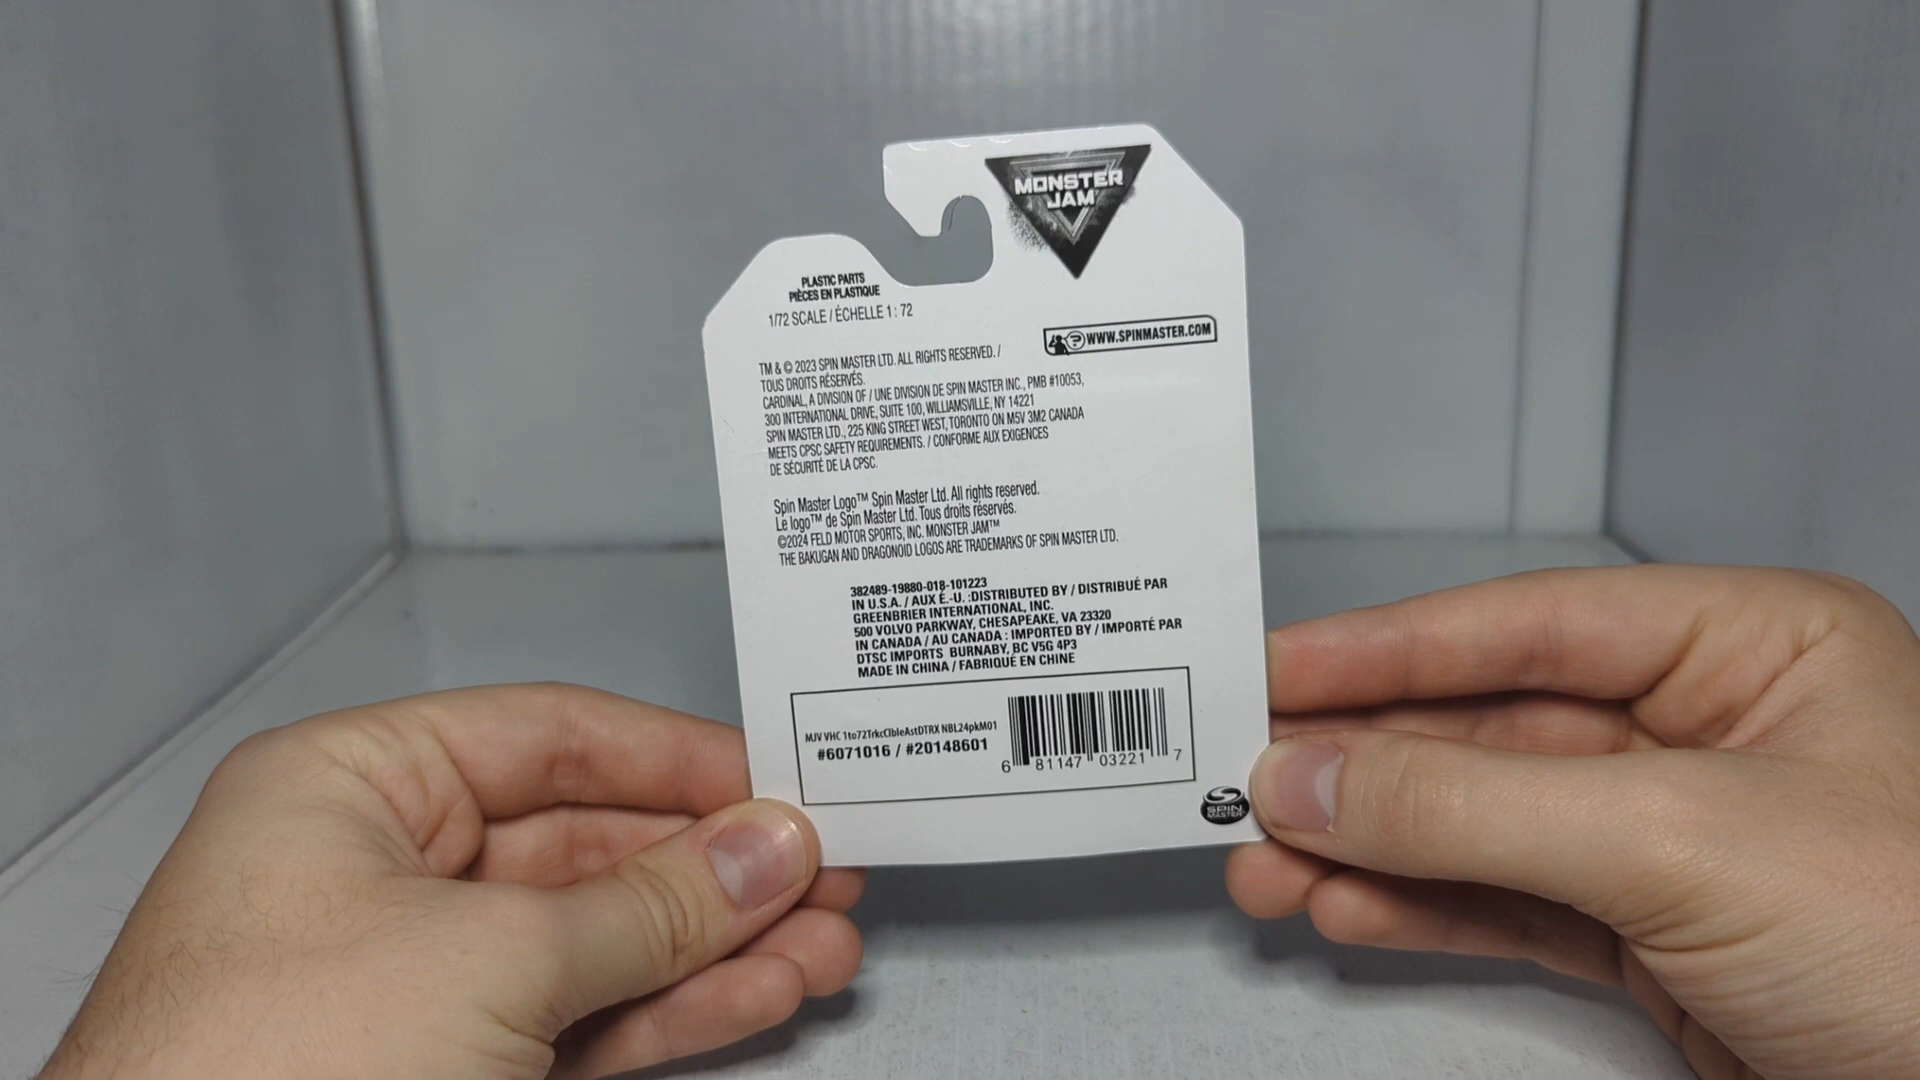 MONSTER
JAM
PLASTIC PARTS
PIÈCES EN PLASTIQUE
1/72 SCALE / ÉCHELLE 1 : 72
WWW.SPINMASTER.COM
TM & © 2023 SPIN MASTER LTD. ALL RIGHTS RESERVED. /
TOUS DROITS RÉSERVÉS.
CARDINAL, A DIVISION OF / UNE DIVISION DE SPIN MASTER INC., PMB #10053,
300 INTERNATIONAL DRIVE, SUITE 100, WILLIAMSVILLE, NY 14221
SPIN MASTER LTD., 225 KING STREET WEST, TORONTO ON M5V 3M2 CANADA
MEETS CPSC SAFETY REQUIREMENTS. / CONFORME AUX EXIGENCES
DE SÉCURITÉ DE LA CPSC.
Spin Master Logo™ Spin Master Ltd. All rights reserved.
Le logo™ de Spin Master Ltd. Tous droits réservés.
©2024 FELD MOTOR SPORTS, INC. MONSTER JAM™
THE BAKUGAN AND DRAGONOID LOGOS ARE TRADEMARKS OF SPIN MASTER LTD.
382489-19880-018-101223
IN U.S.A. / AUX É.-U. :DISTRIBUTED BY / DISTRIBUÉ PAR
GREENBRIER INTERNATIONAL, INC.
500 VOLVO PARKWAY, CHESAPEAKE, VA 23320
IN CANADA / AU CANADA : IMPORTED BY / IMPORTÉ PAR
DTSC IMPORTS BURNABY, BC V5G 4P3
MADE IN CHINA / FABRIQUÉ EN CHINE
MJV VHC 1to72TrkcClbleAstDTRX NBL24pkM01
#6071016 / #20148601
6 81147 03221 7
SPIN
MASTER